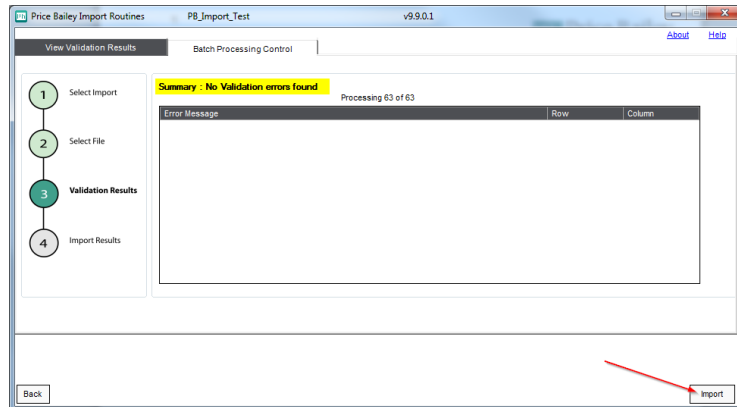 PB Price Bailey Import Routines PB_Import_Test v9.9.0.1
About Help
View Validation Results Batch Processing Control
1 Select Import
2 Select File
3 Validation Results
4 Import Results
Summary : No Validation errors found
Processing 63 of 63
Error Message Row Column
Back Import